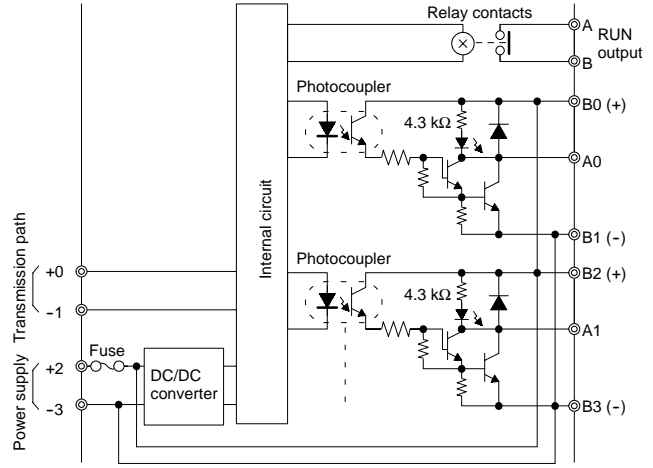 Relay contacts
A
RUN output
B
Photocoupler
B0 (+)
4.3 kΩ
A0
Internal circuit
B1 (−)
Transmission path
+0
−1
Photocoupler
B2 (+)
4.3 kΩ
A1
Power supply
+2
Fuse
−3
DC/DC
converter
B3 (−)